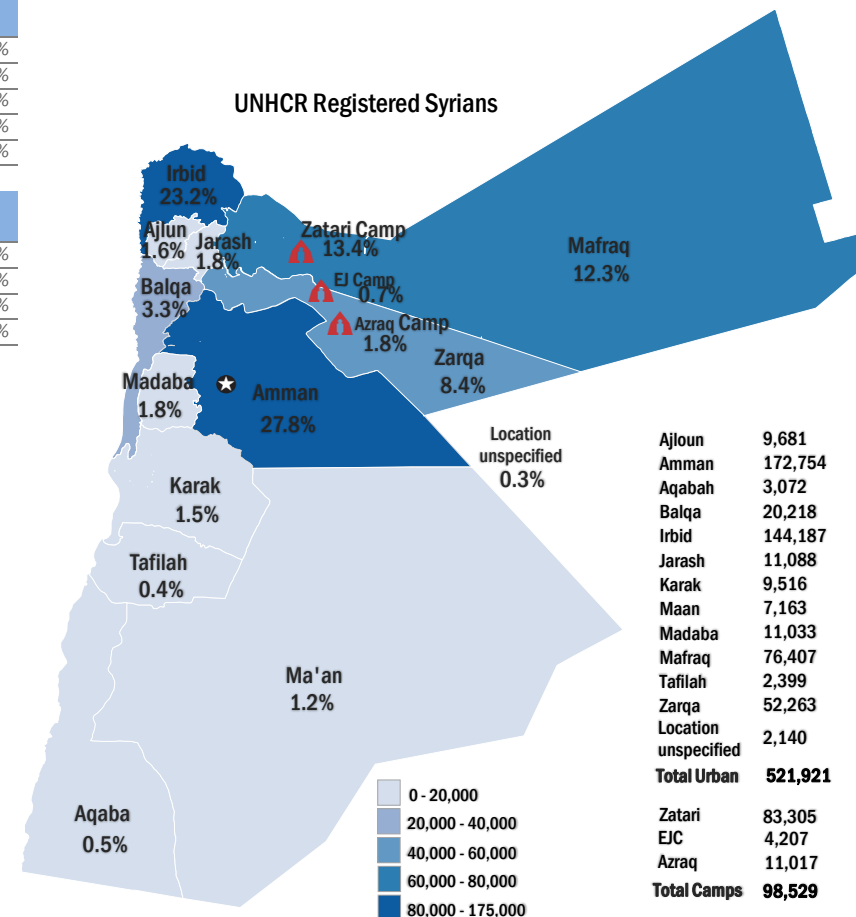 %
%
%
%
%
%
%
%
%
UNHCR Registered Syrians
Irbid
23.2%
Ajlun
1.6%
Jarash
1.8%
Zatari Camp
13.4%
Mafraq
12.3%
EJ Camp
0.7%
Balqa
3.3%
Azraq Camp
1.8%
Zarqa
8.4%
Madaba
1.8%
Amman
27.8%
Location
unspecified
0.3%
Karak
1.5%
Tafilah
0.4%
Ma'an
1.2%
Aqaba
0.5%
0 - 20,000
20,000 - 40,000
40,000 - 60,000
60,000 - 80,000
80,000 - 175,000
Ajloun 9,681
Amman 172,754
Aqabah 3,072
Balqa 20,218
Irbid 144,187
Jarash 11,088
Karak 9,516
Maan 7,163
Madaba 11,033
Mafraq 76,407
Tafilah 2,399
Zarqa 52,263
Location
unspecified 2,140
Total Urban 521,921
Zatari 83,305
EJC 4,207
Azraq 11,017
Total Camps 98,529